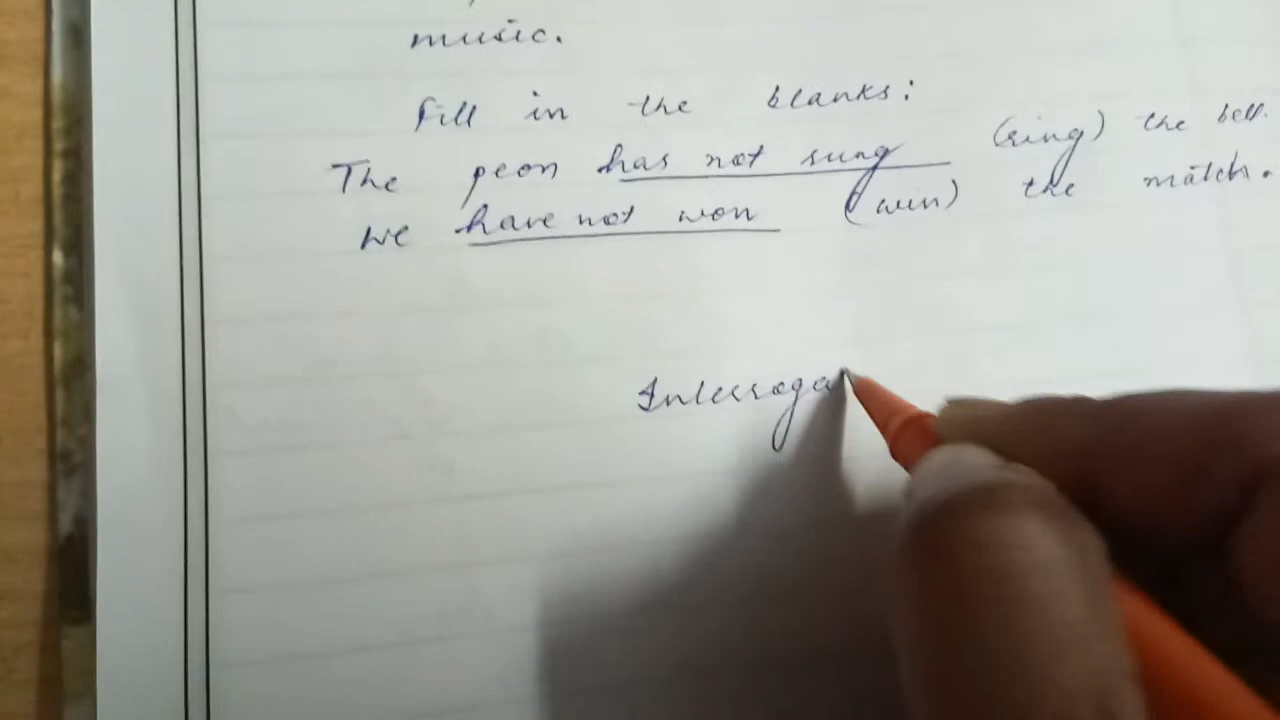 music.
Fill in the blanks:
The peon has not sung (ring) the bell.
We have not won (win) the match.
Interroga